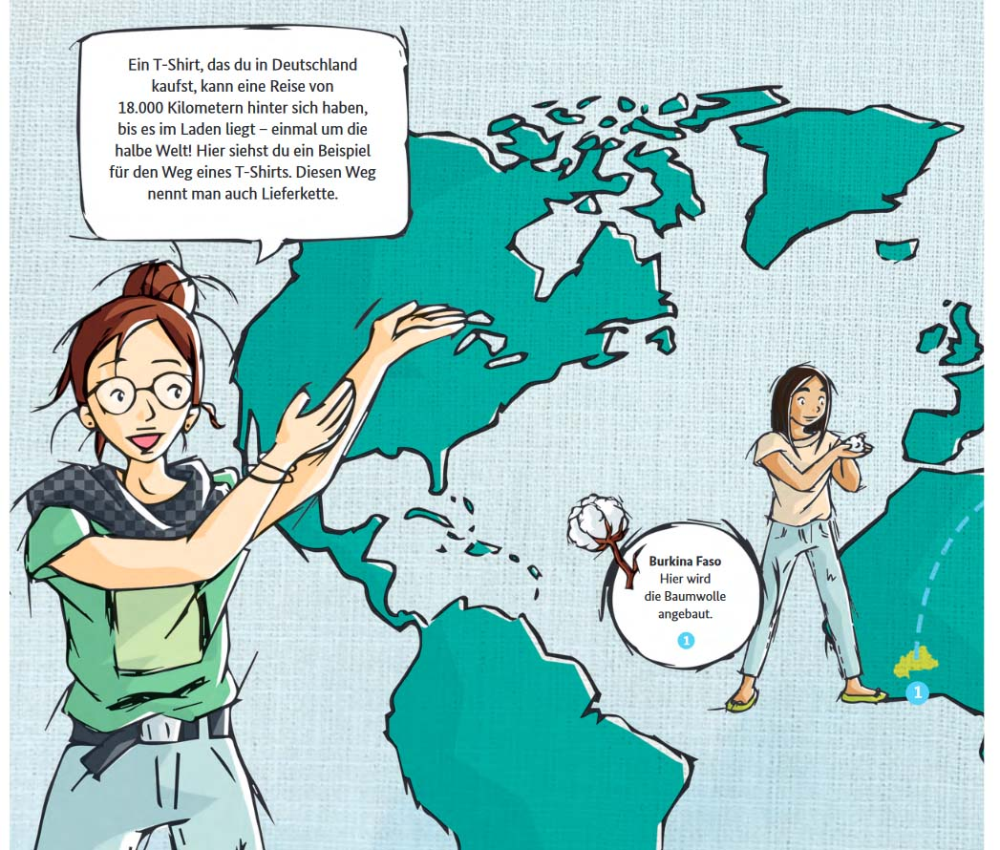 Ein T-Shirt, das du in Deutschland
kaufst, kann eine Reise von
18.000 Kilometern hinter sich haben,
bis es im Laden liegt – einmal um die
halbe Welt! Hier siehst du ein Beispiel
für den Weg eines T-Shirts. Diesen Weg
nennt man auch Lieferkette.
Burkina Faso
Hier wird
die Baumwolle
angebaut.
1
1